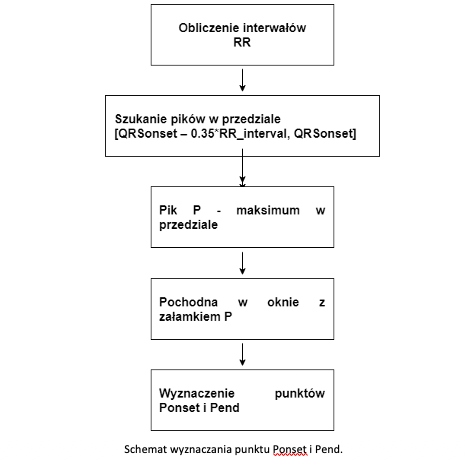 Obliczenie interwałów
RR
Szukanie pików w przedziale
[QRSonset – 0.35*RR_interval, QRSonset]
Pik P - maksimum w
przedziale
Pochodna w oknie z
załamkiem P
Wyznaczenie punktów
Ponset i Pend
Schemat wyznaczania punktu Ponset i Pend.